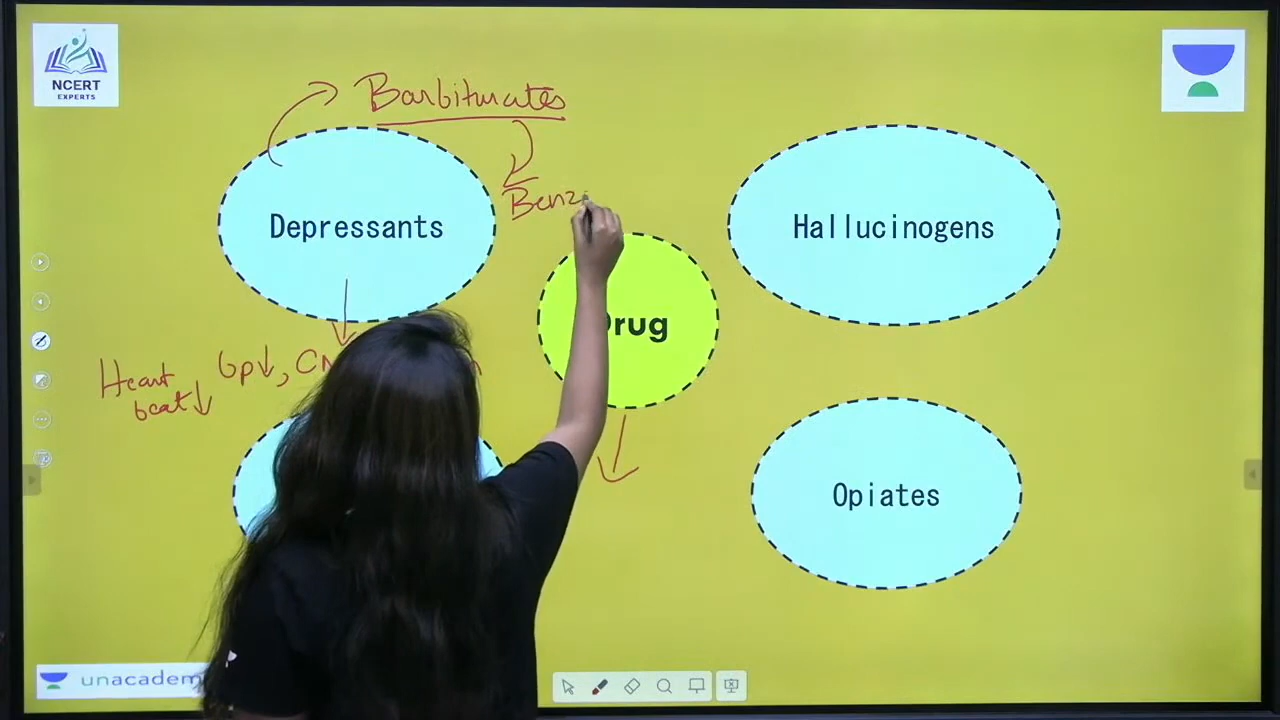 NCERT
EXPERTS
Barbiturates
Benz
Depressants
Hallucinogens
Drug
Heart
beat↓
bp↓, CN
Opiates
unacadem